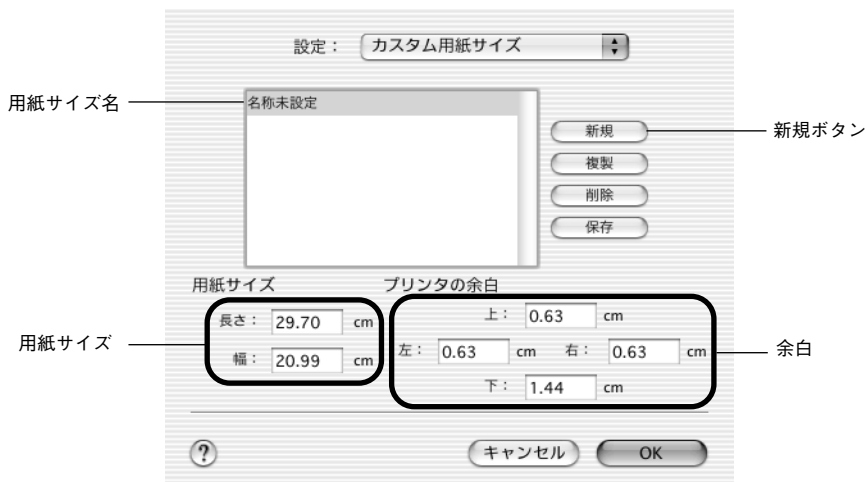 設定： カスタム用紙サイズ
用紙サイズ名
名称未設定
新規
新規ボタン
複製
削除
保存
用紙サイズ
プリンタの余白
長さ： 29.70 cm
幅： 20.99 cm
上： 0.63 cm
左： 0.63 cm 右： 0.63 cm
下： 1.44 cm
用紙サイズ
余白
? キャンセル OK